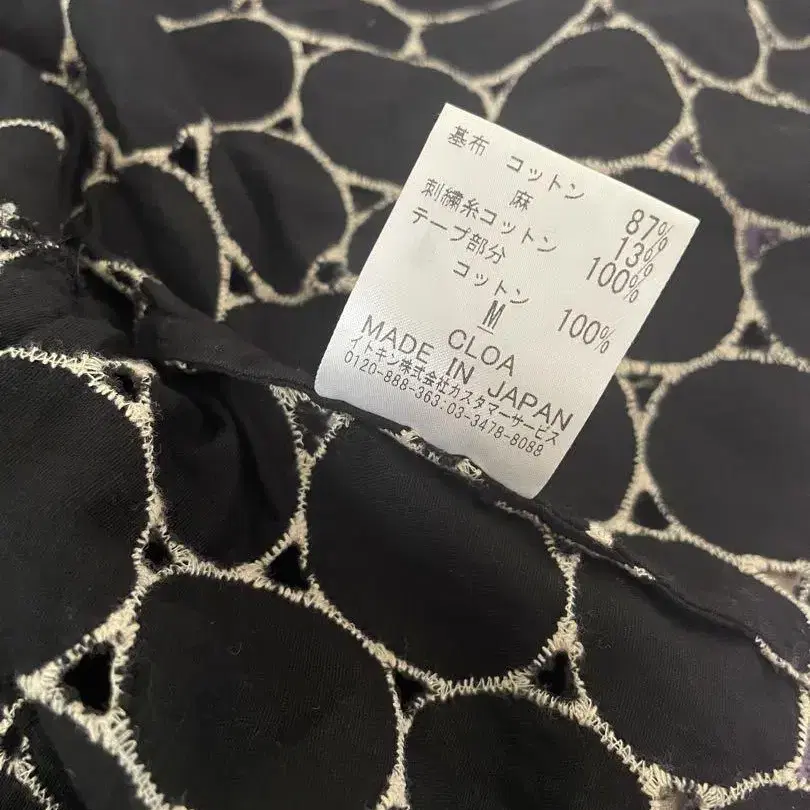 基布 コットン 87%
麻 13%
刺繍糸コットン 100%
テープ部分
コットン 100%
M
CLOA
MADE IN JAPAN
イトキン株式会社カスタマーサービス
0120-888-363.03-3478-8088